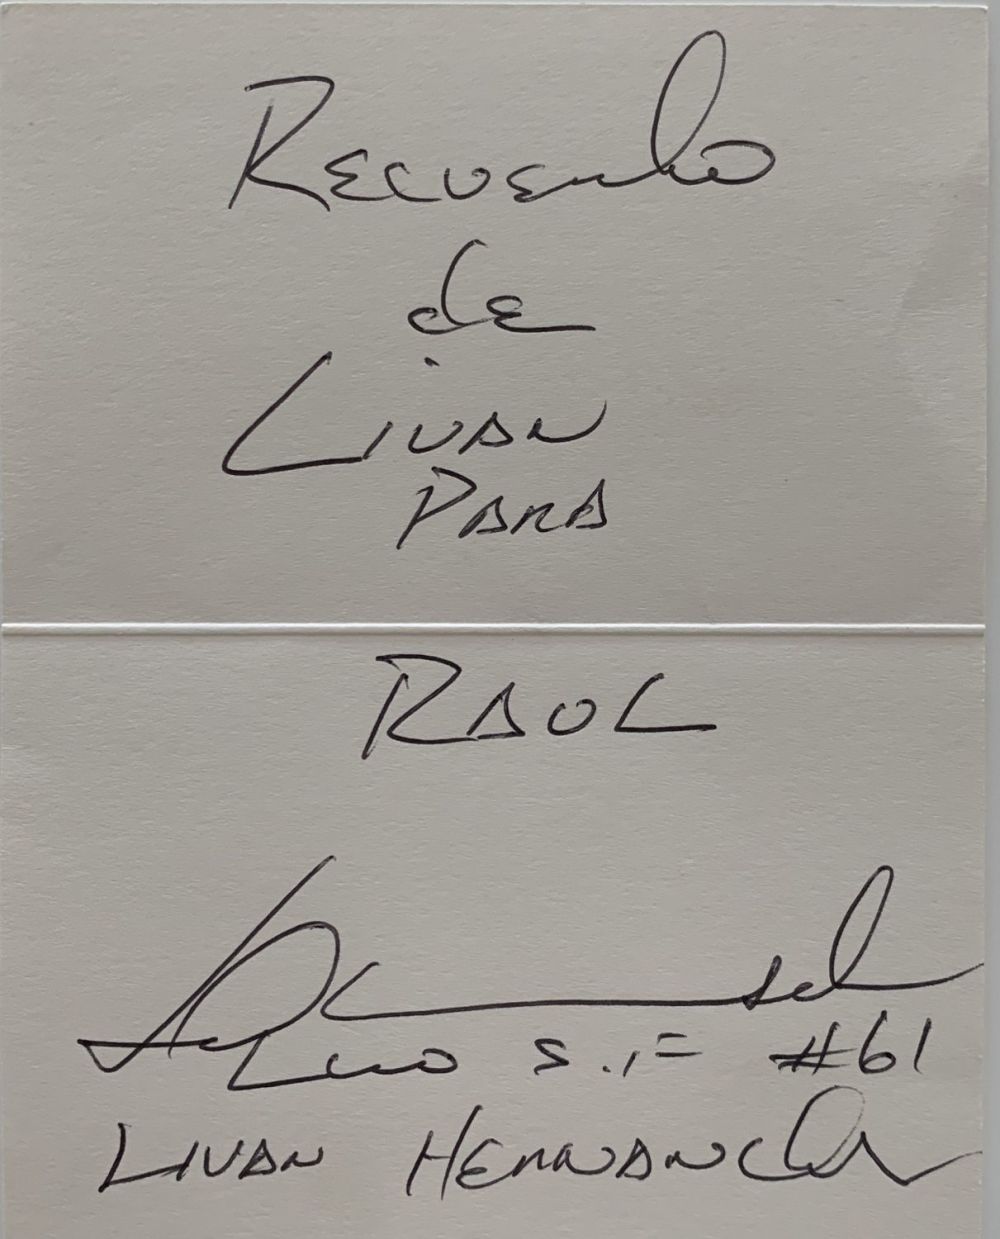 Recuerdo
de
Livan
Para
Raul
S.F #61
Livan Hernandez